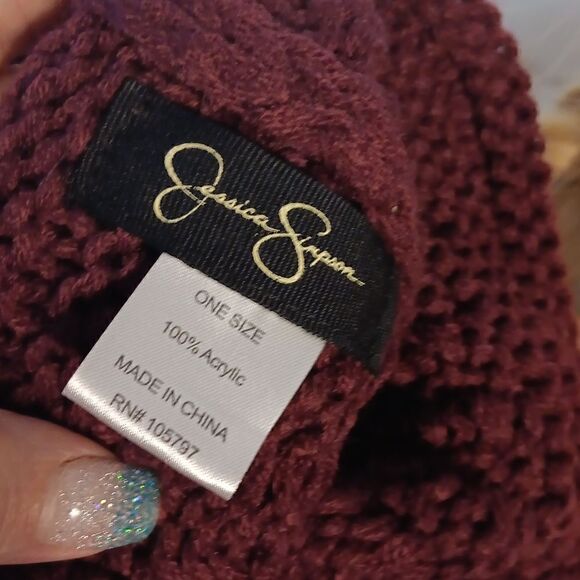 Jessica Simpson
ONE SIZE
100% Acrylic
MADE IN CHINA
RN# 105797